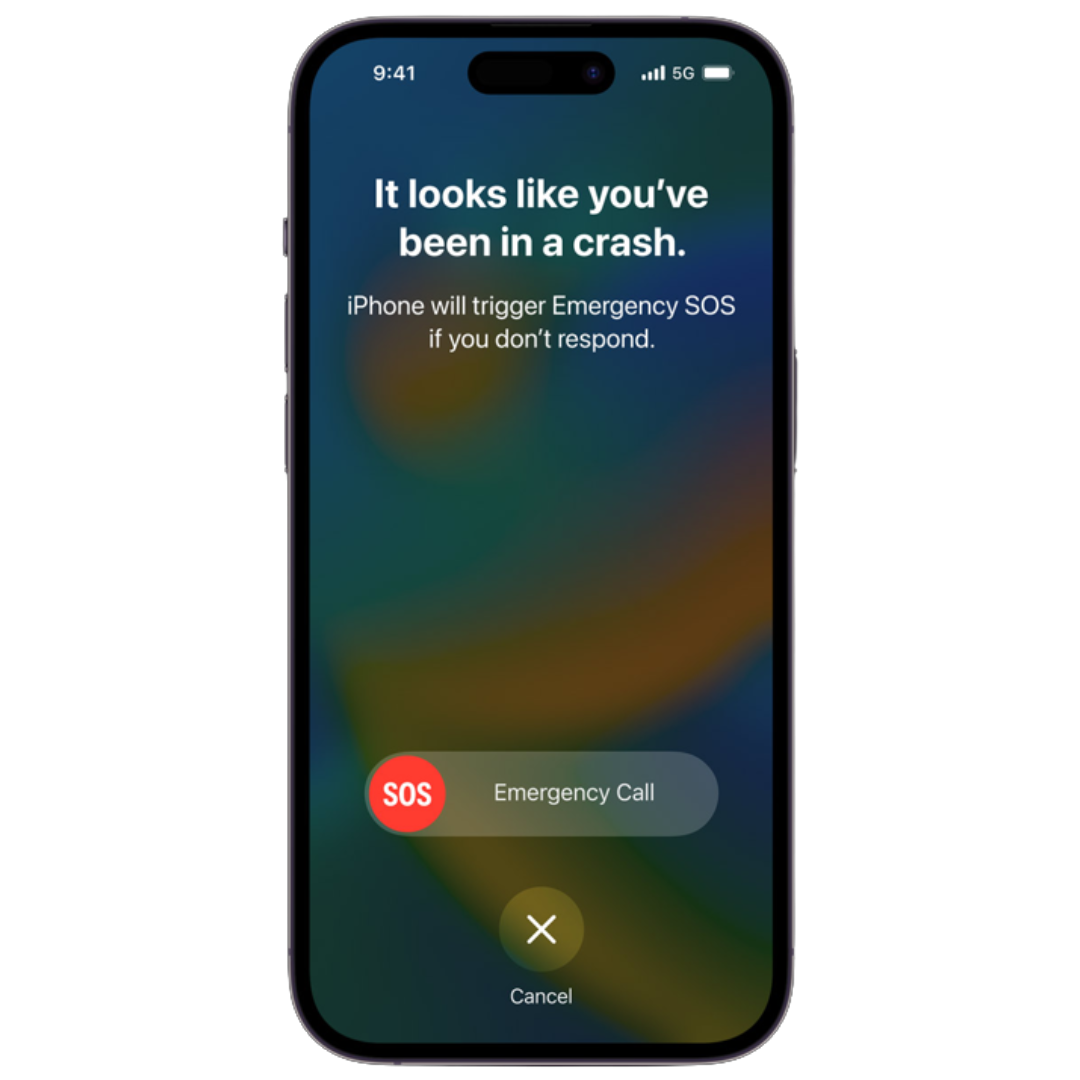 9:41
5G
It looks like you’ve
been in a crash.
iPhone will trigger Emergency SOS
if you don’t respond.
SOS
Emergency Call
Cancel